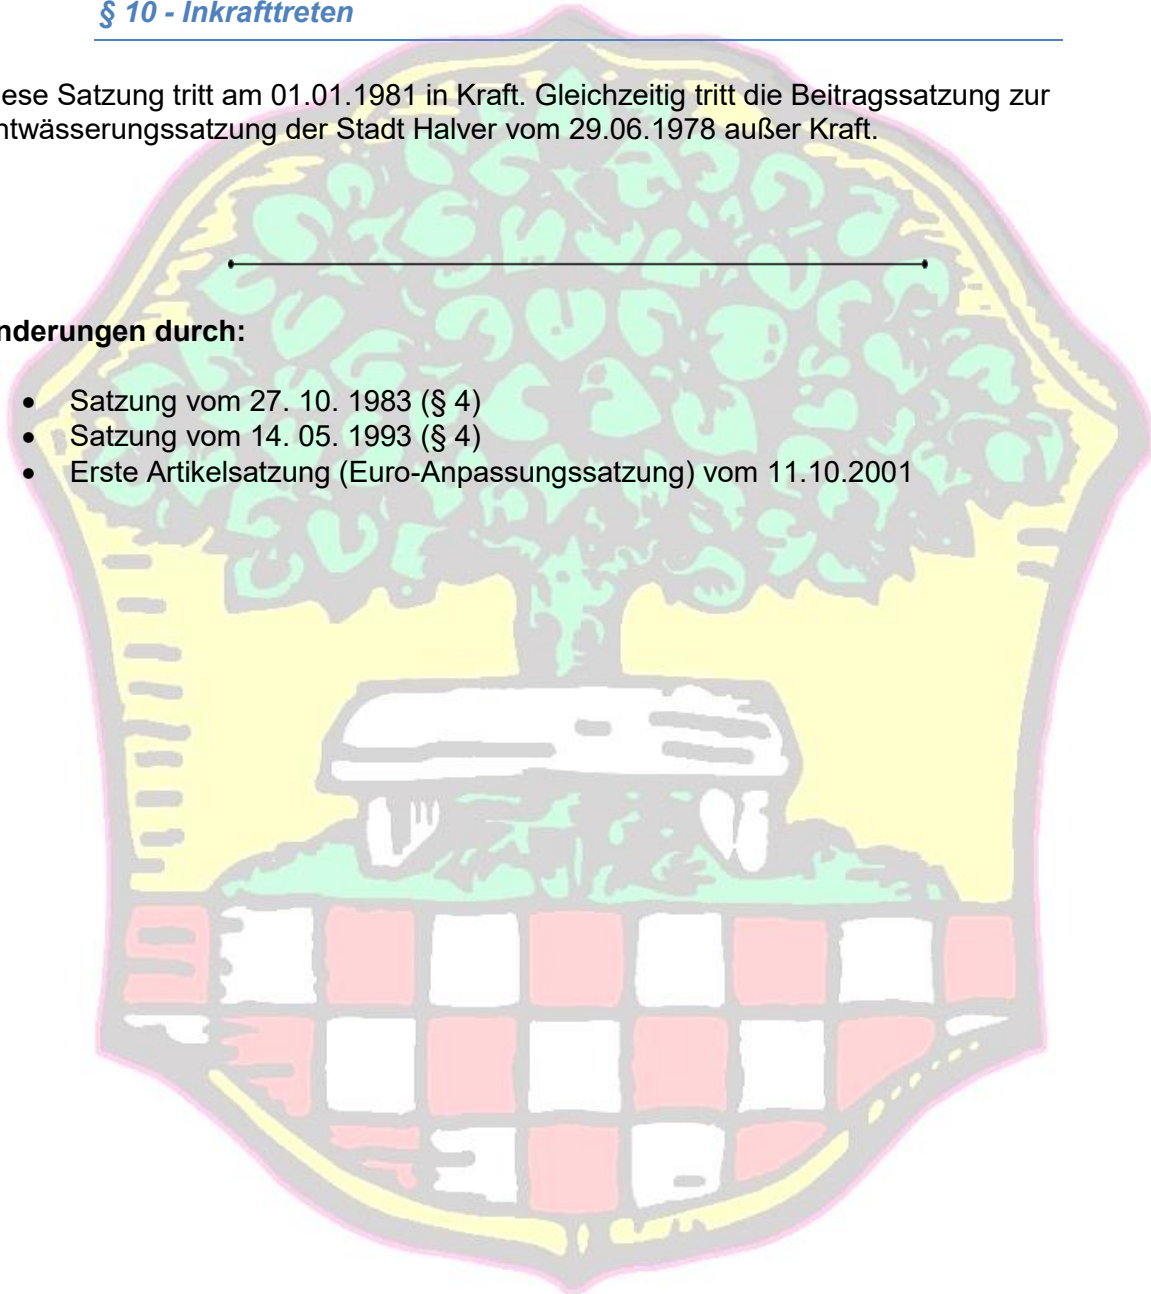 § 10 - Inkrafttreten
ese Satzung tritt am 01.01.1981 in Kraft. Gleichzeitig tritt die Beitragssatzung zur
ntwässerungssatzung der Stadt Halver vom 29.06.1978 außer Kraft.
nderungen durch:
• Satzung vom 27. 10. 1983 (§ 4)
• Satzung vom 14. 05. 1993 (§ 4)
• Erste Artikelsatzung (Euro-Anpassungssatzung) vom 11.10.2001